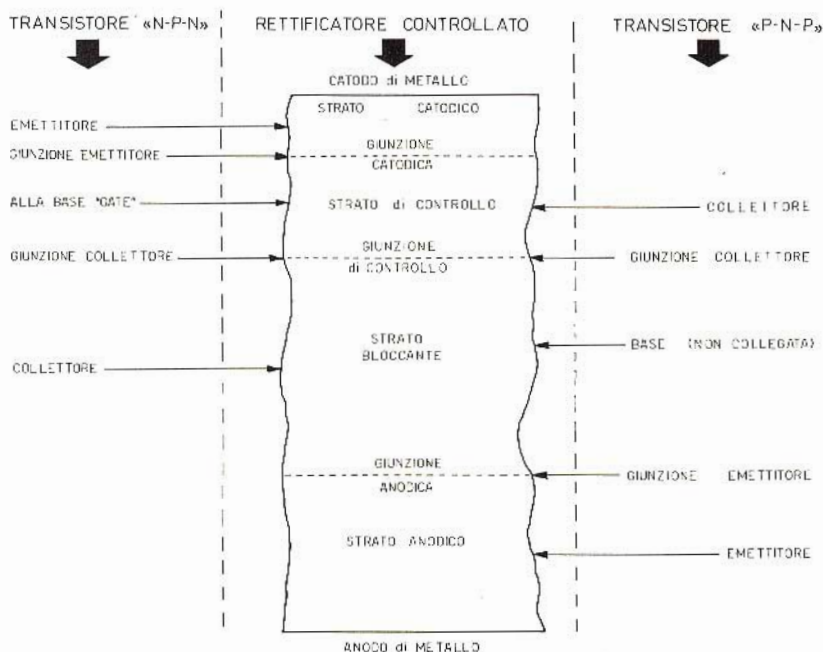 TRANSISTORE «N-P-N»
RETTIFICATORE CONTROLLATO
TRANSISTORE «P-N-P»
CATODO di METALLO
STRATO CATODICO
EMETTITORE
GIUNZIONE
GIUNZIONE EMETTITORE
CATODICA
ALLA BASE "GATE"
STRATO di CONTROLLO
COLLETTORE
GIUNZIONE
GIUNZIONE COLLETTORE
GIUNZIONE COLLETTORE
di CONTROLLO
STRATO
BLOCCANTE
BASE (NON COLLEGATA)
COLLETTORE
GIUNZIONE
GIUNZIONE EMETTITORE
ANODICA
STRATO ANODICO
EMETTITORE
ANODO di METALLO